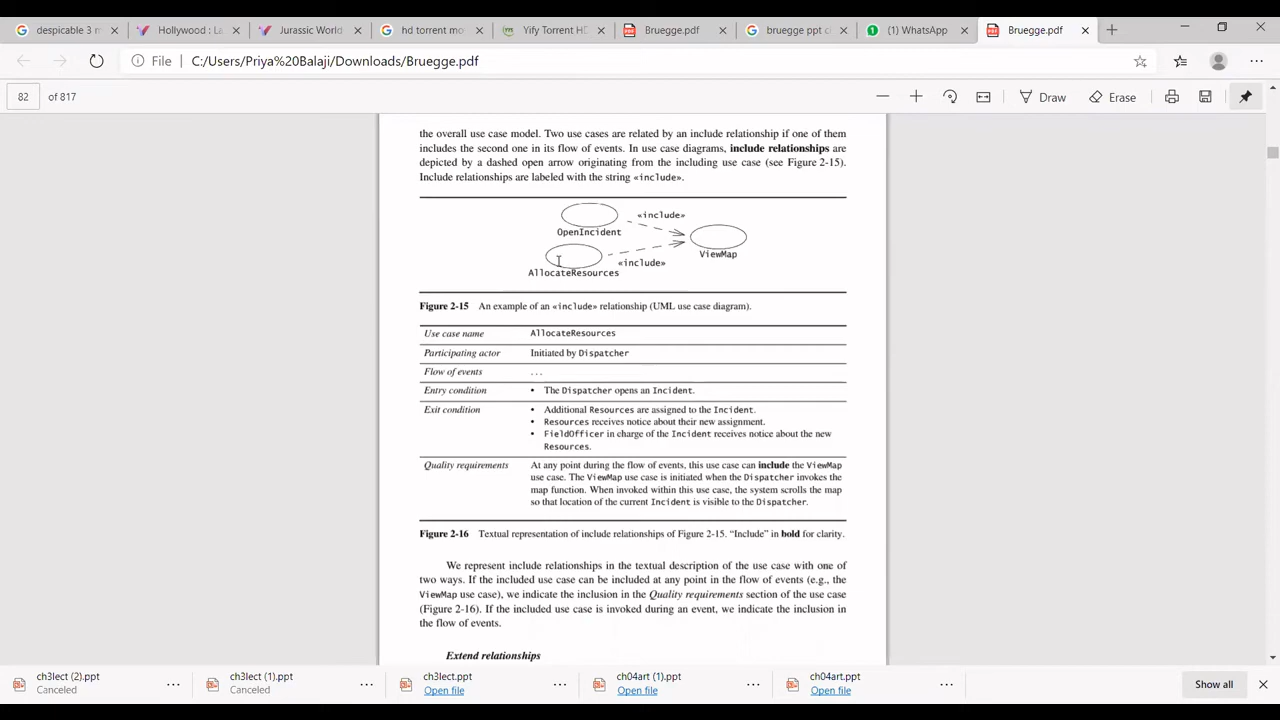 despicable 3 m
Hollywood : La
Jurassic World
hd torrent mo
Yify Torrent HD
Bruegge.pdf
bruegge ppt ch
(1) WhatsApp
Bruegge.pdf
File C:/Users/Priya%20Balaji/Downloads/Bruegge.pdf
82 of 817
Draw
Erase
the overall use case model. Two use cases are related by an include relationship if one of them
includes the second one in its flow of events. In use case diagrams, include relationships are
depicted by a dashed open arrow originating from the including use case (see Figure 2-15).
Include relationships are labeled with the string «include».
«include»
OpenIncident
ViewMap
«include»
AllocateResources
Figure 2-15 An example of an «include» relationship (UML use case diagram).
Use case name AllocateResources
Participating actor Initiated by Dispatcher
Flow of events ...
Entry condition • The Dispatcher opens an Incident.
Exit condition • Additional Resources are assigned to the Incident.
• Resources receives notice about their new assignment.
• FieldOfficer in charge of the Incident receives notice about the new
Resources.
Quality requirements At any point during the flow of events, this use case can include the ViewMap
use case. The ViewMap use case is initiated when the Dispatcher invokes the
map function. When invoked within this use case, the system scrolls the map
so that location of the current Incident is visible to the Dispatcher.
Figure 2-16 Textual representation of include relationships of Figure 2-15. “Include” in bold for clarity.
We represent include relationships in the textual description of the use case with one of
two ways. If the included use case can be included at any point in the flow of events (e.g., the
ViewMap use case), we indicate the inclusion in the Quality requirements section of the use case
(Figure 2-16). If the included use case is invoked during an event, we indicate the inclusion in
the flow of events.
Extend relationships
ch3lect (2).ppt
Canceled
ch3lect (1).ppt
Canceled
ch3lect.ppt
Open file
ch04art (1).ppt
Open file
ch04art.ppt
Open file
Show all